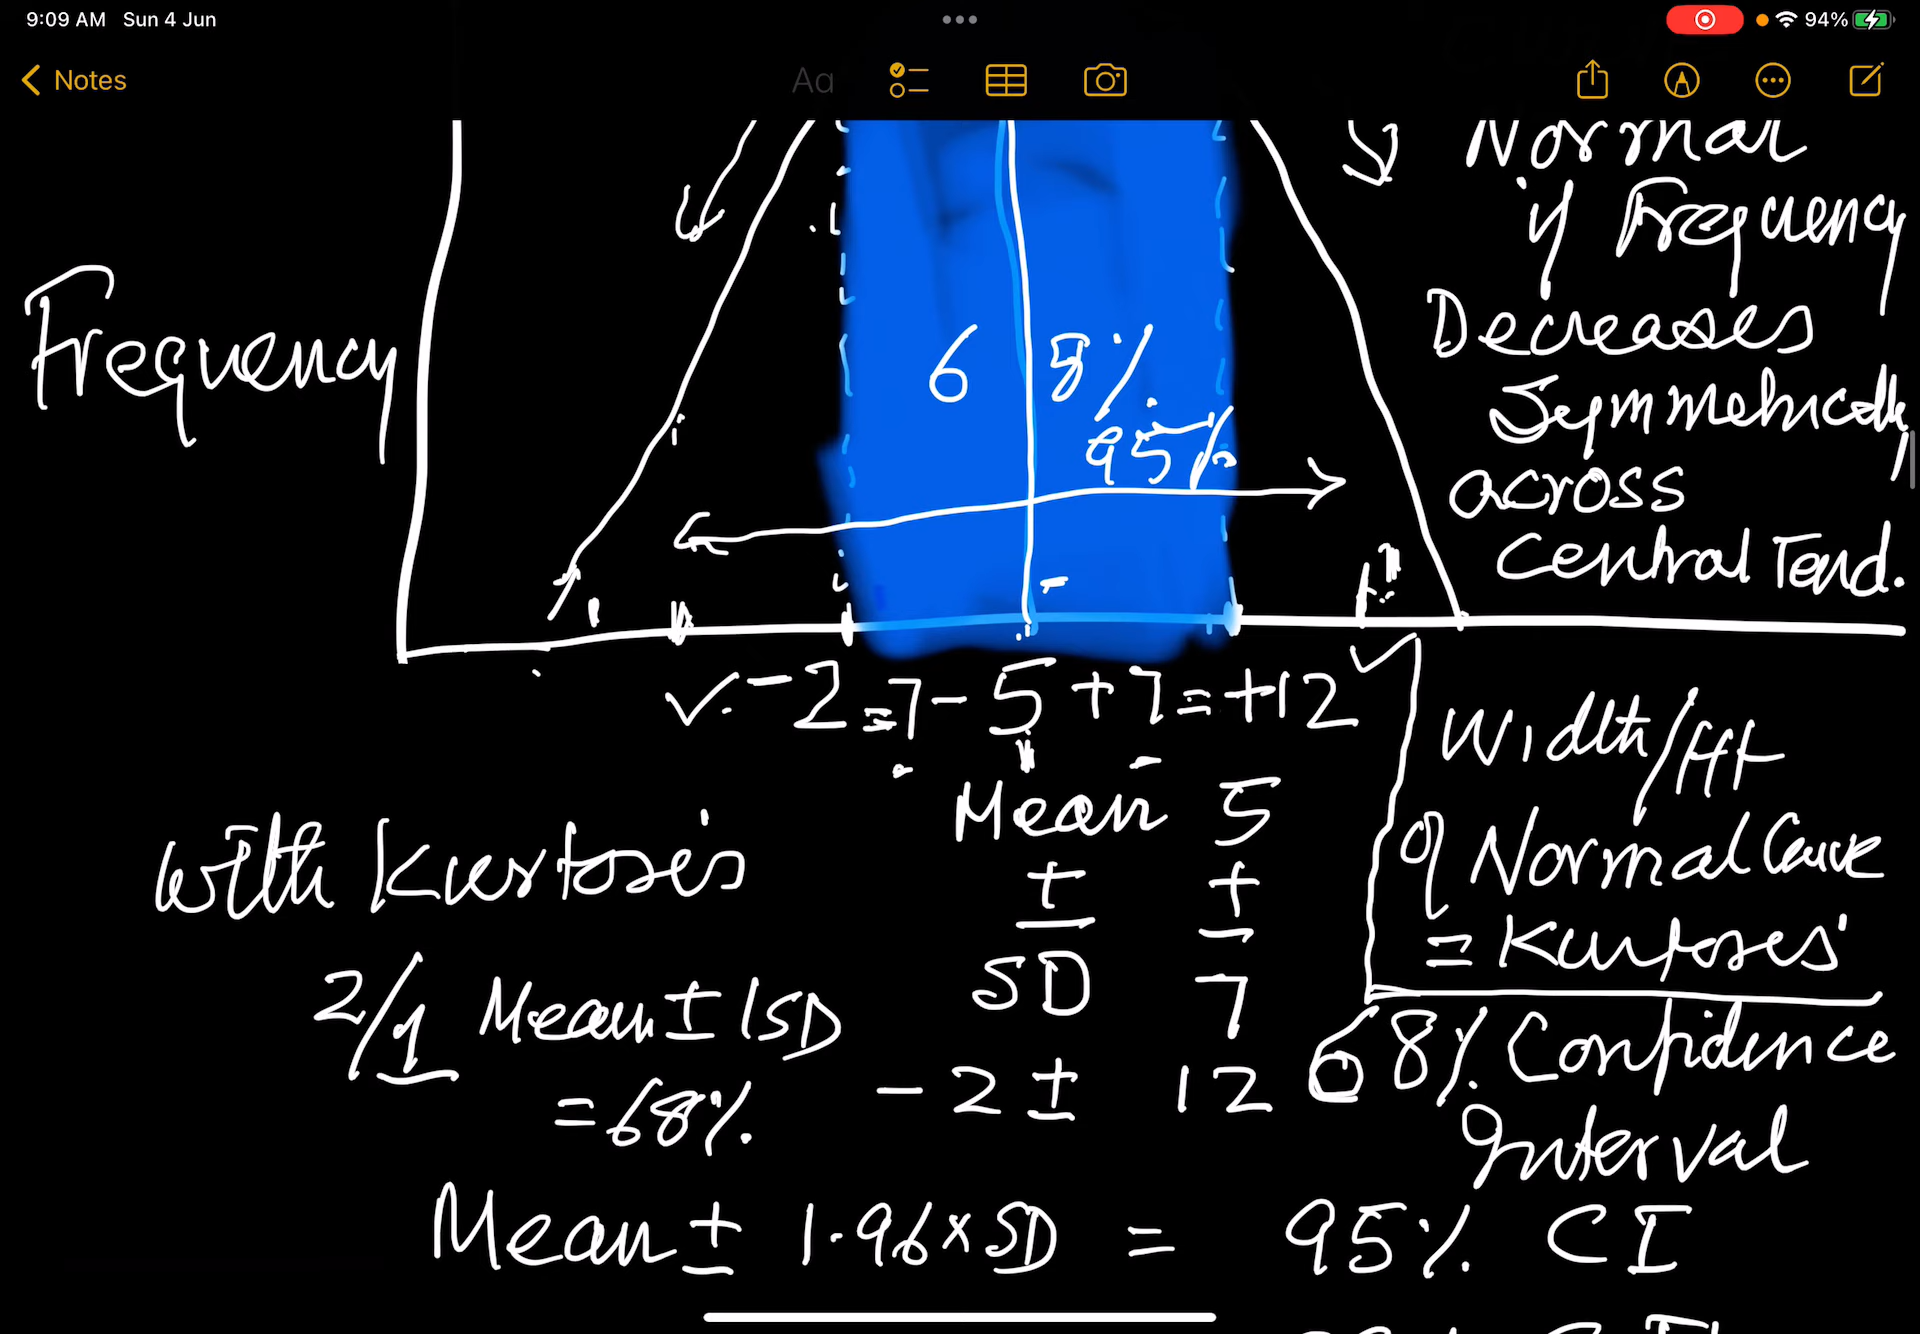 9:09 AM Sun 4 Jun
94%
Notes
Aa
Normal
if Frequency
Decreases
Symmetrically
across
Central Tend.
Frequency
68%
95%
-2 = 7 - 5 + 7 = +12
Mean 5
± ±
SD 7
-2 ± 12
Width/Ht
of Normal Curve
= Kurtosis
with Kurtosis
2/1 Mean ± 1SD
= 68%.
68% Confidence
Interval
Mean ± 1.96 × SD = 95% CI